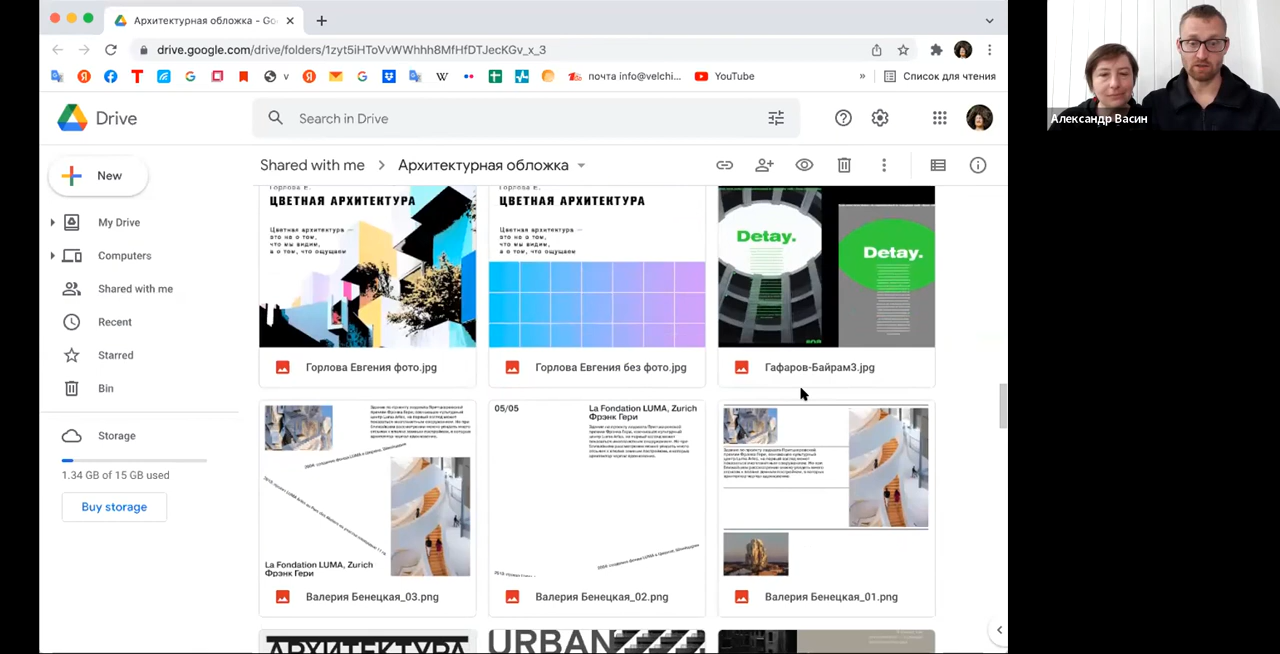 Архитектурная обложка - Go
drive.google.com/drive/folders/1zyt5iHToVvWWhhh8MfHfDTJecKGv_x_3
почта info@velchi...
YouTube
»
Список для чтения
Drive
Search in Drive
Александр Васин
Shared with me
Архитектурная обложка
New
My Drive
Computers
Shared with me
Recent
Starred
Bin
Storage
1.34 GB of 15 GB used
Buy storage
Горлова Е.
ЦВЕТНАЯ АРХИТЕКТУРА
Цветная архитектура —
это на о том,
что мы видим,
а о том, что ощущаем
Горлова Е.
ЦВЕТНАЯ АРХИТЕКТУРА
Цветная архитектура —
это на о том,
что мы видим,
а о том, что ощущаем
Detay.
Detay.
Горлова Евгения фото.jpg
Горлова Евгения без фото.jpg
Гафаров-Байрам3.jpg
La Fondation LUMA, Zurich
Фрэнк Гери
05/05
La Fondation LUMA, Zurich
Фрэнк Гери
Валерия Бенецкая_03.png
Валерия Бенецкая_02.png
Валерия Бенецкая_01.png
АРХИТЕКТУРА
URBAN